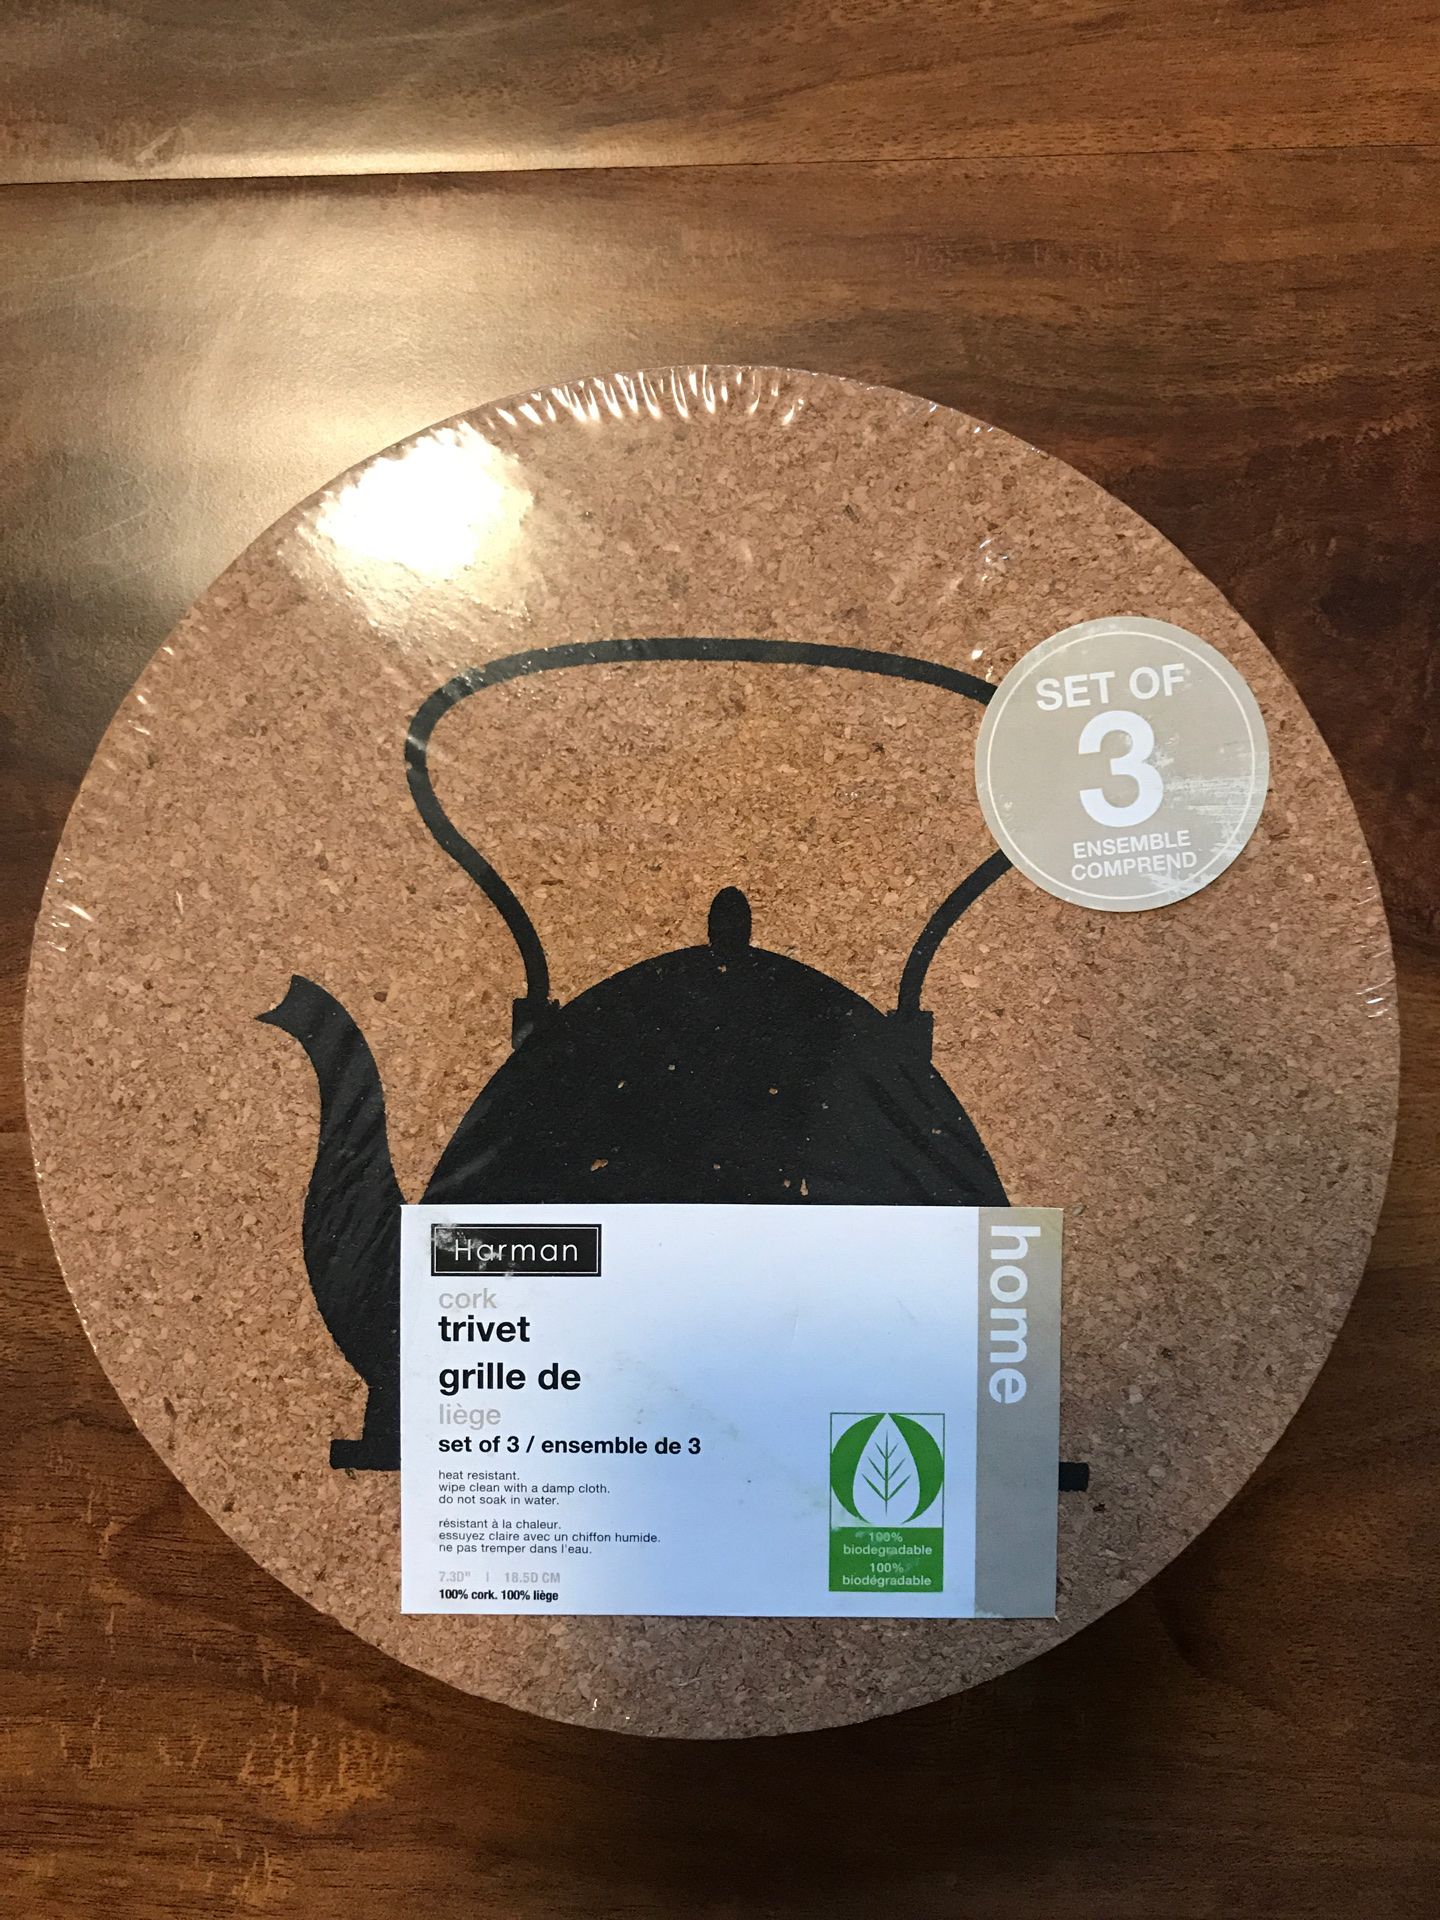 SET OF
3
ENSEMBLE
COMPREND
Harman
home
cork
trivet
grille de
liège
set of 3 / ensemble de 3
heat resistant.
wipe clean with a damp cloth.
do not soak in water.
résistant à la chaleur.
essuyez claire avec un chiffon humide.
ne pas tremper dans l'eau.
7.3D" | 18.5D CM
100% cork. 100% liège
100%
biodegradable
100%
biodégradable